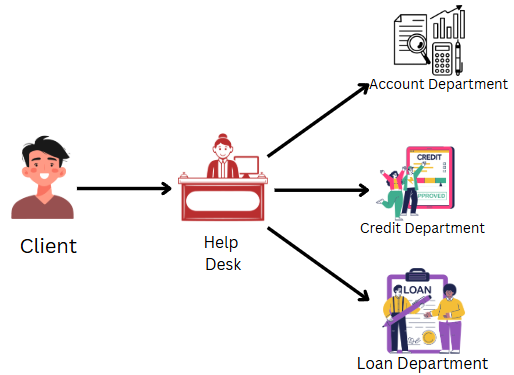 Account Department
CREDIT
APPROVED
Credit Department
Client
Help
Desk
LOAN
Loan Department